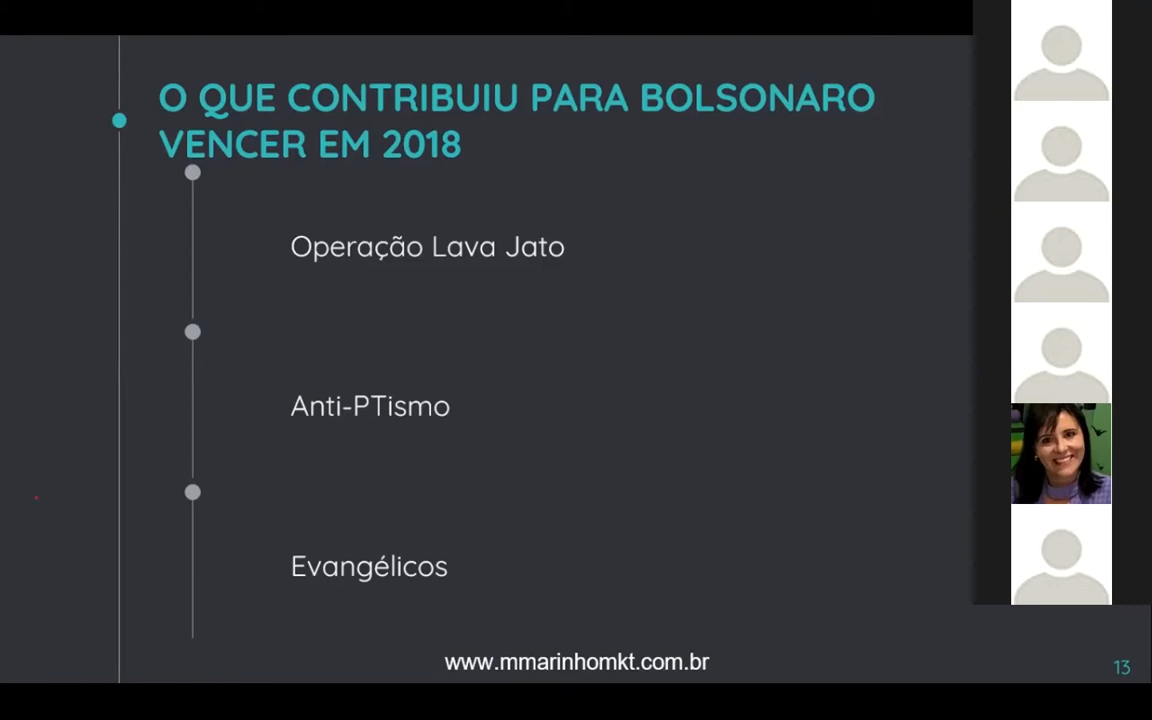 O QUE CONTRIBUIU PARA BOLSONARO
VENCER EM 2018
Operação Lava Jato
Anti-PTismo
Evangélicos
www.mmarinhomkt.com.br
13